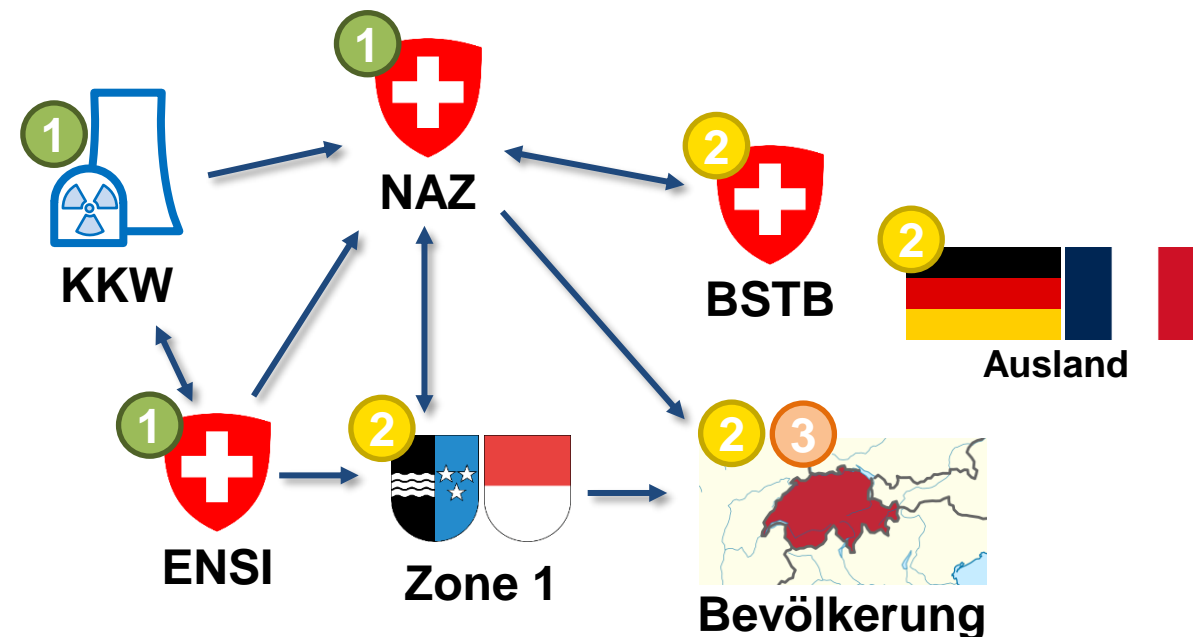 1
NAZ
1
KKW
2
BSTB
2
Ausland
1
ENSI
2
Zone 1
2 3
Bevölkerung